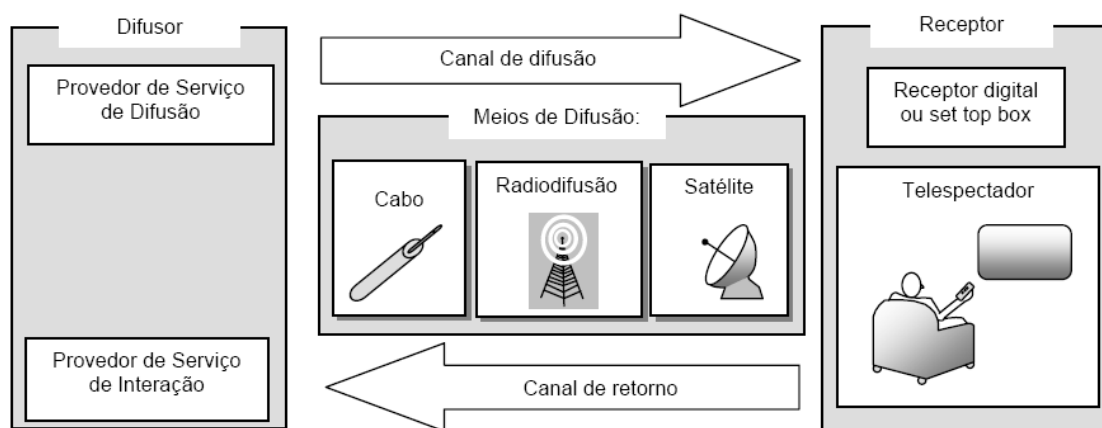 Difusor
Provedor de Serviço
de Difusão
Provedor de Serviço
de Interação
Canal de difusão
Meios de Difusão:
Cabo
Radiodifusão
Satélite
Canal de retorno
Receptor
Receptor digital
ou set top box
Telespectador